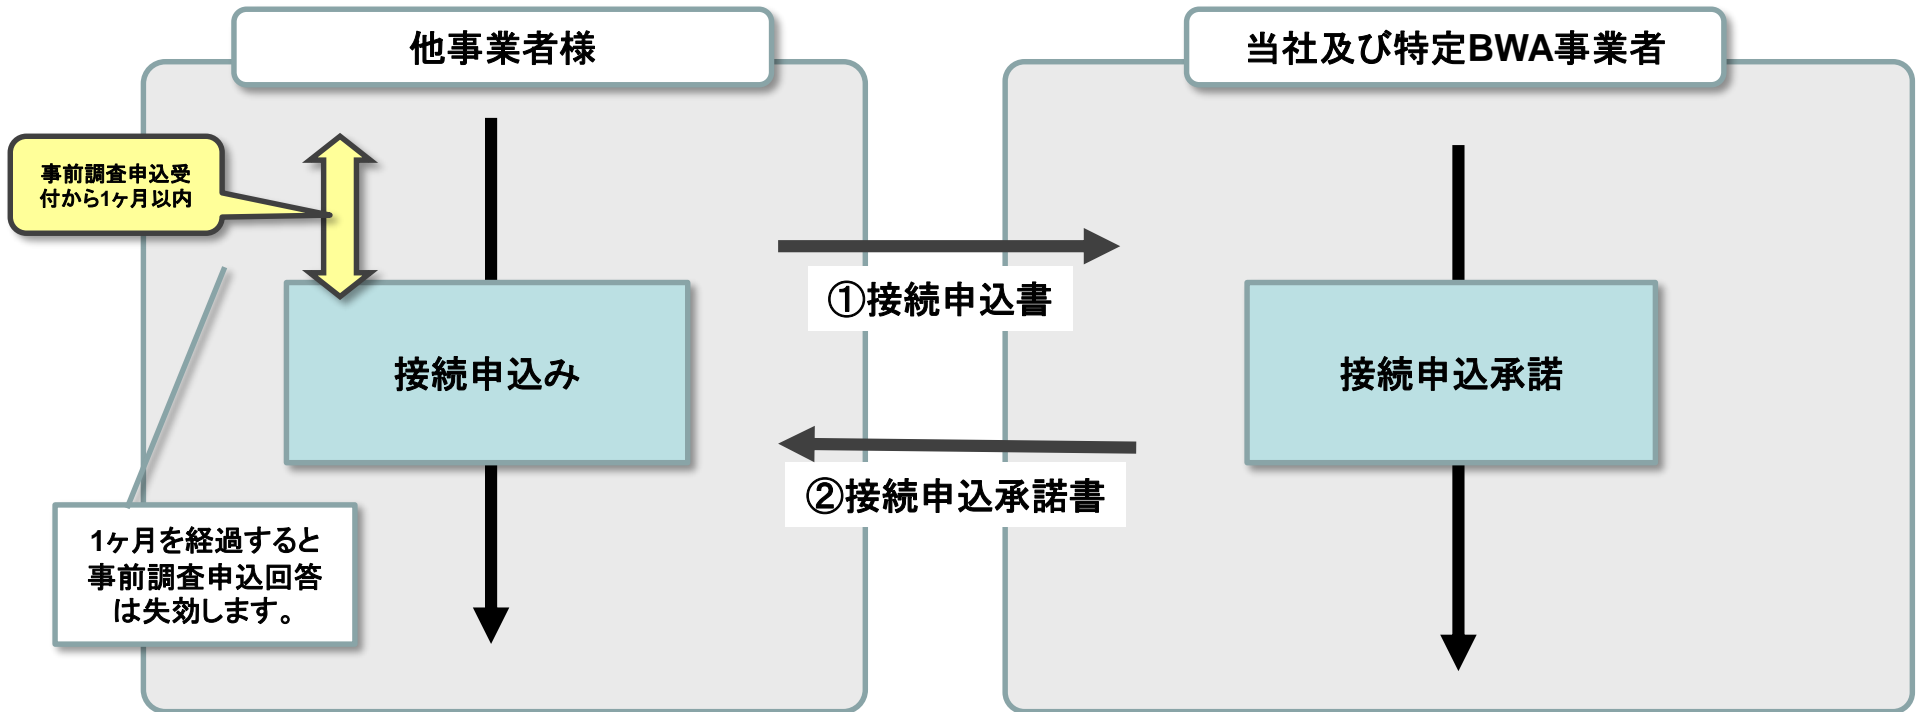 他事業者様
当社及び特定BWA事業者
事前調査申込受
付から1ヶ月以内
①接続申込書
接続申込み
接続申込承諾
②接続申込承諾書
1ヶ月を経過すると
事前調査申込回答
は失効します。